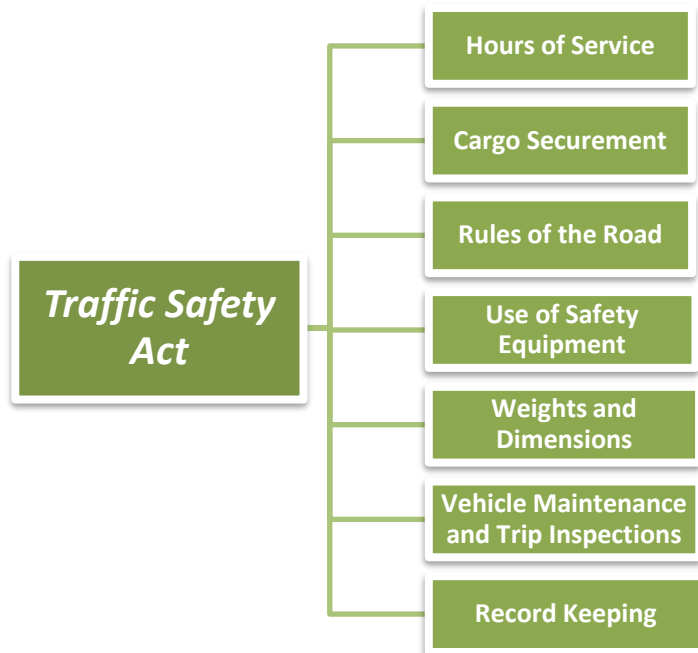 Hours of Service
Cargo Securement
Rules of the Road
Traffic Safety
Act
Use of Safety
Equipment
Weights and
Dimensions
Vehicle Maintenance
and Trip Inspections
Record Keeping